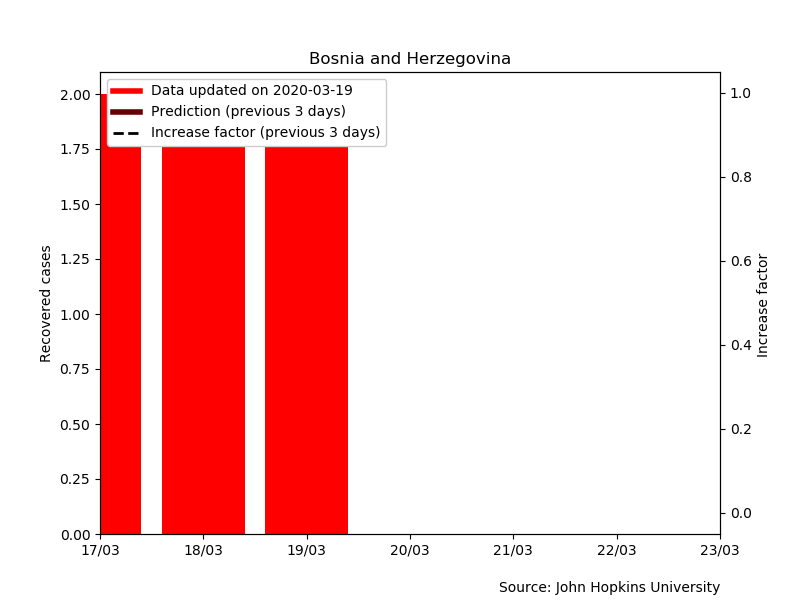 Bosnia and Herzegovina
Data updated on 2020-03-19
Prediction (previous 3 days)
Increase factor (previous 3 days)
Recovered cases
2.00
1.75
1.50
1.25
1.00
0.75
0.50
0.25
0.00
1.0
0.8
0.6
0.4
0.2
0.0
Increase factor
17/03 18/03 19/03 20/03 21/03 22/03 23/03
Source: John Hopkins University